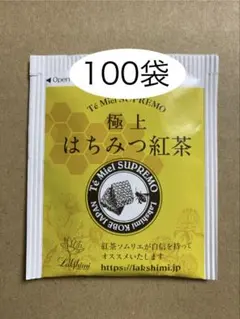 ◀Open
100袋
Té Miel SUPREMO
極上
はちみつ紅茶
Té Miel SUPREMO
Lakshimi KOBE JAPAN
Lakshimi
紅茶ソムリエが自信を持って
オススメいたします。
https://lakshimi.jp